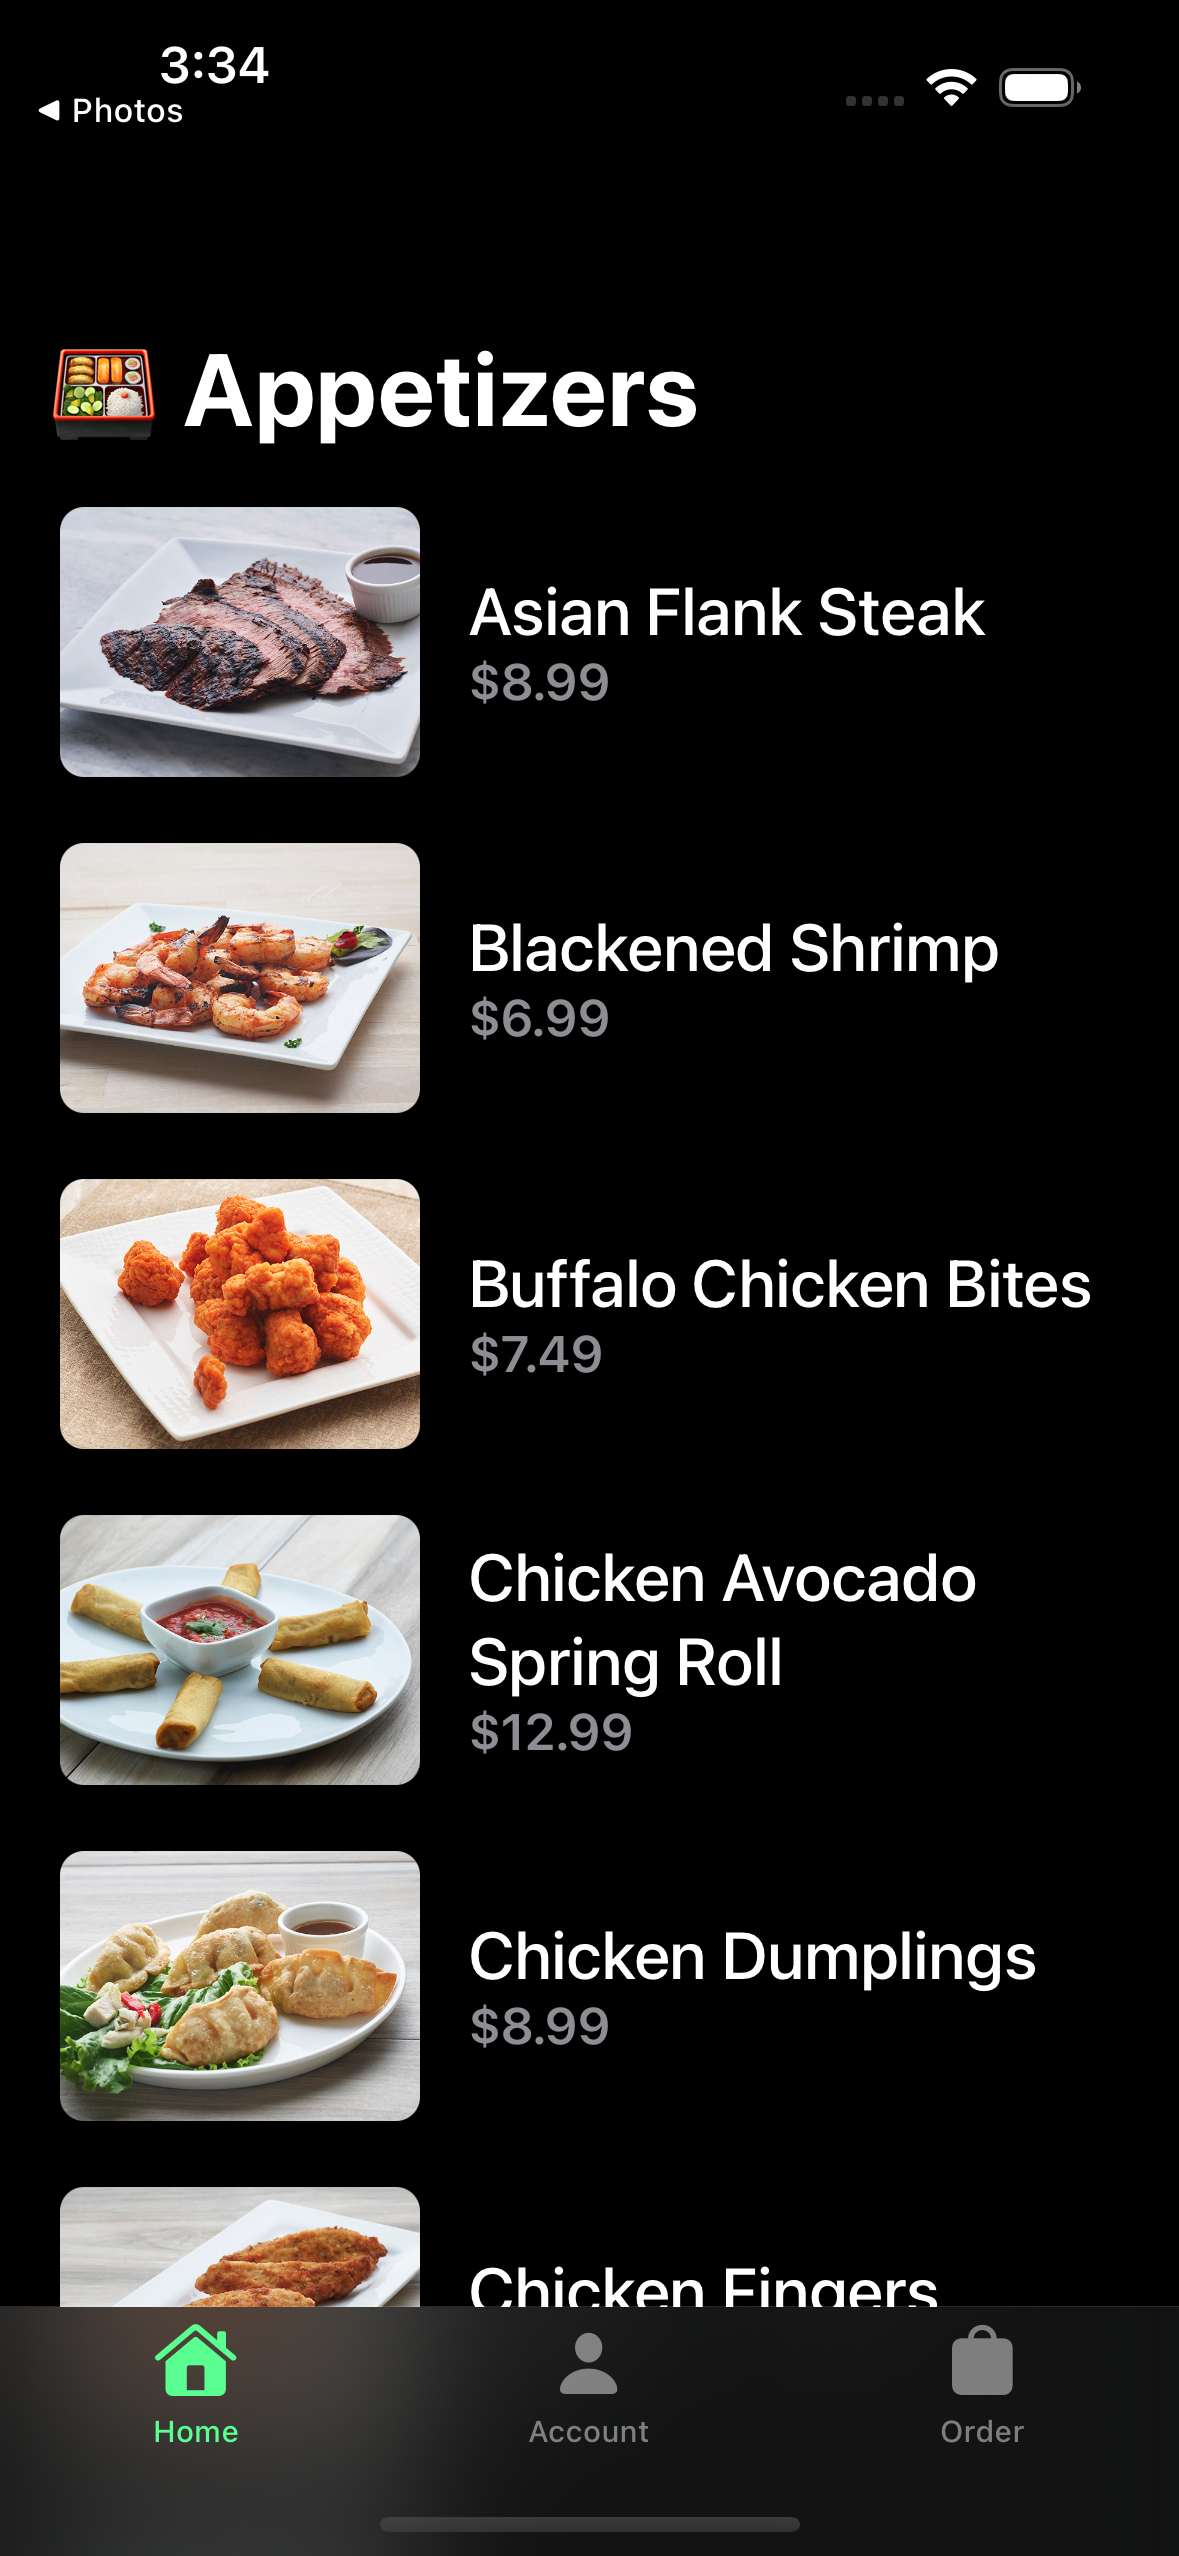 3:34
Photos
Appetizers
Asian Flank Steak
$8.99
Blackened Shrimp
$6.99
Buffalo Chicken Bites
$7.49
Chicken Avocado
Spring Roll
$12.99
Chicken Dumplings
$8.99
Chicken Fingers
Home
Account
Order